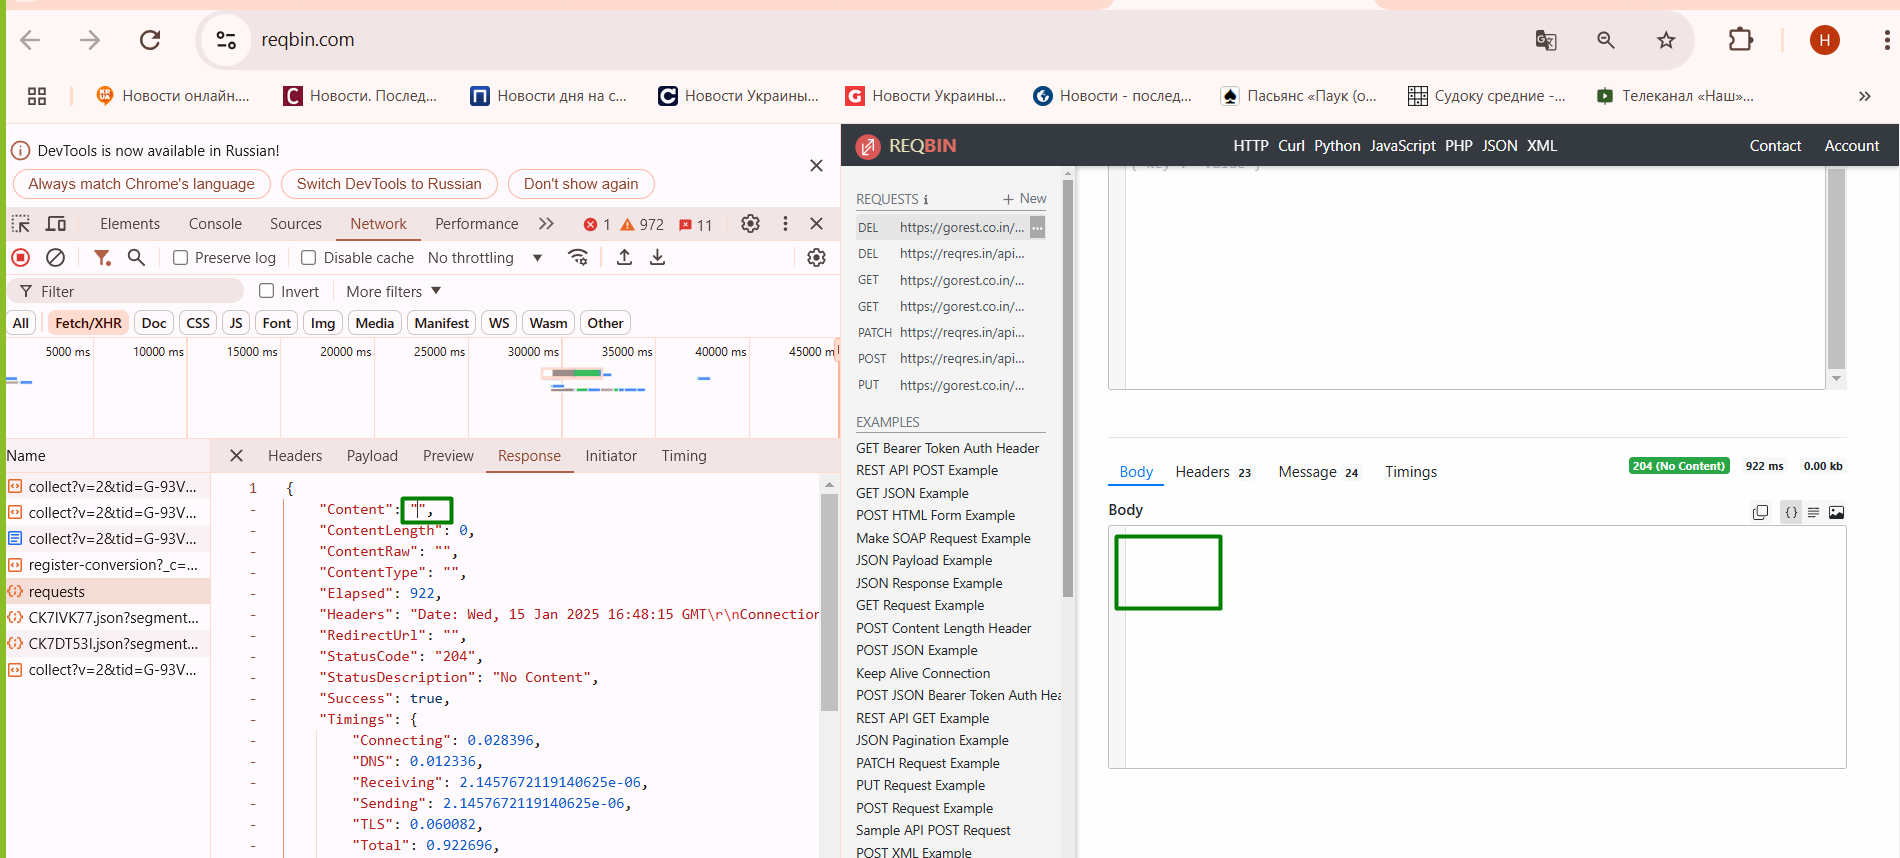 reqbin.com
H
Новости онлайн....
Новости. Послед...
Новости дня на с...
Новости Украины...
Новости Украины...
Новости - послед...
Пасьянс «Паук (о...
Судоку средние -...
Телеканал «Наш»...
DevTools is now available in Russian!
Always match Chrome's language
Switch DevTools to Russian
Don't show again
Elements
Console
Sources
Network
Performance
1
972
11
Preserve log
Disable cache
No throttling
Filter
Invert
More filters
All
Fetch/XHR
Doc
CSS
JS
Font
Img
Media
Manifest
WS
Wasm
Other
5000 ms
10000 ms
15000 ms
20000 ms
25000 ms
30000 ms
35000 ms
40000 ms
45000 m
Name
collect?v=2&tid=G-93V...
collect?v=2&tid=G-93V...
collect?v=2&tid=G-93V...
register-conversion?_c=...
requests
CK7IVK77.json?segment...
CK7DT53I.json?segment...
collect?v=2&tid=G-93V...
Headers
Payload
Preview
Response
Initiator
Timing
1 {
- "Content": "",
- "ContentLength": 0,
- "ContentRaw": "",
- "ContentType": "",
- "Elapsed": 922,
- "Headers": "Date: Wed, 15 Jan 2025 16:48:15 GMT\r\nConnection
- "RedirectUrl": "",
- "StatusCode": "204",
- "StatusDescription": "No Content",
- "Success": true,
- "Timings": {
- "Connecting": 0.028396,
- "DNS": 0.012336,
- "Receiving": 2.1457672119140625e-06,
- "Sending": 2.1457672119140625e-06,
- "TLS": 0.060082,
- "Total": 0.922696,
REQBIN
HTTP
Curl
Python
JavaScript
PHP
JSON
XML
Contact
Account
REQUESTS
+ New
DEL https://gorest.co.in/... ...
DEL https://reqres.in/api...
GET https://gorest.co.in/...
GET https://gorest.co.in/...
PATCH https://reqres.in/api...
POST https://reqres.in/api...
PUT https://gorest.co.in/...
EXAMPLES
GET Bearer Token Auth Header
REST API POST Example
GET JSON Example
POST HTML Form Example
Make SOAP Request Example
JSON Payload Example
JSON Response Example
GET Request Example
POST Content Length Header
POST JSON Example
Keep Alive Connection
POST JSON Bearer Token Auth Hea
REST API GET Example
JSON Pagination Example
PATCH Request Example
PUT Request Example
POST Request Example
Sample API POST Request
POST XML Example
Body
Headers 23
Message 24
Timings
204 (No Content)
922 ms
0.00 kb
Body
{}